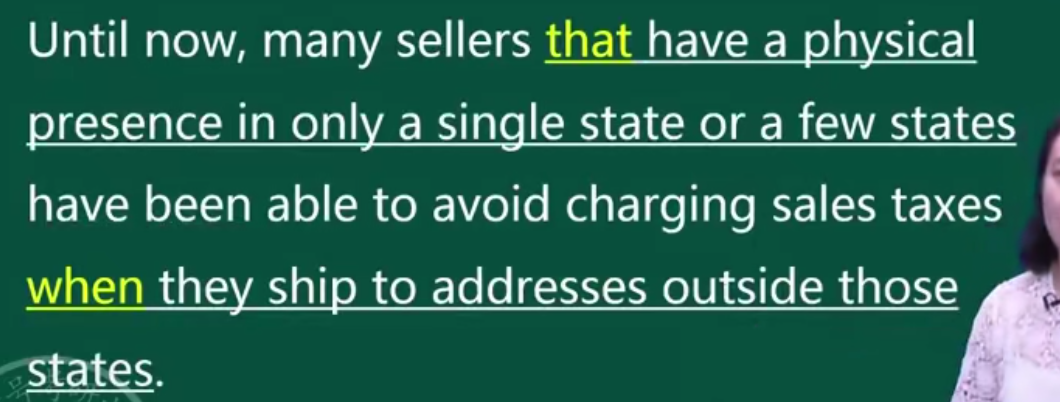 Until now, many sellers that have a physical
presence in only a single state or a few states
have been able to avoid charging sales taxes
when they ship to addresses outside those
states.